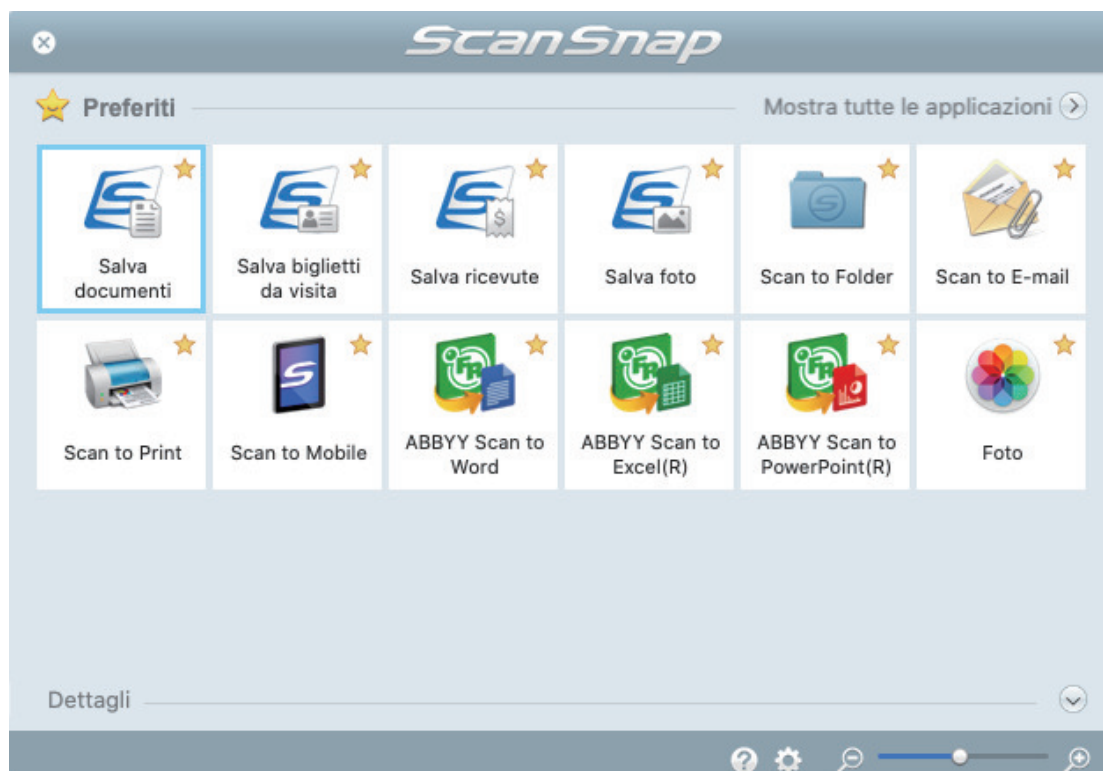 ScanSnap
Preferiti
Mostra tutte le applicazioni
Salva
documenti
Salva biglietti
da visita
Salva ricevute
Salva foto
Scan to Folder
Scan to E-mail
Scan to Print
Scan to Mobile
ABBYY Scan to
Word
ABBYY Scan to
Excel(R)
ABBYY Scan to
PowerPoint(R)
Foto
Dettagli